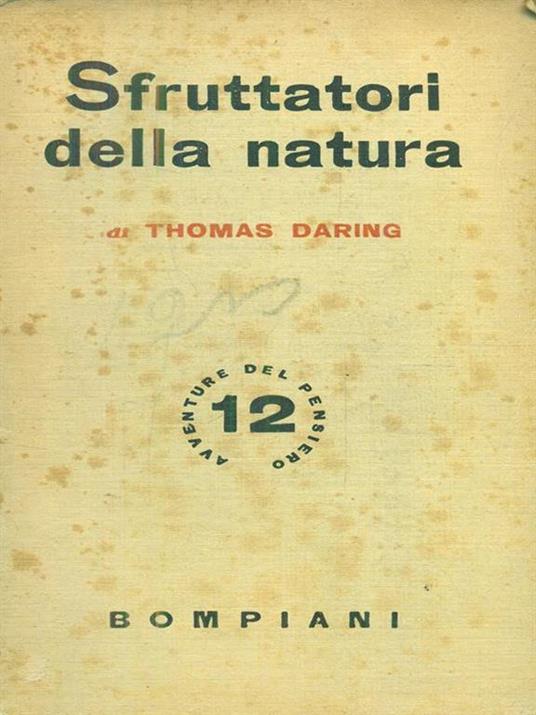 Sfruttatori
della natura
di THOMAS DARING
AVVENTURE DEL PENSIERO
12
BOMPIANI